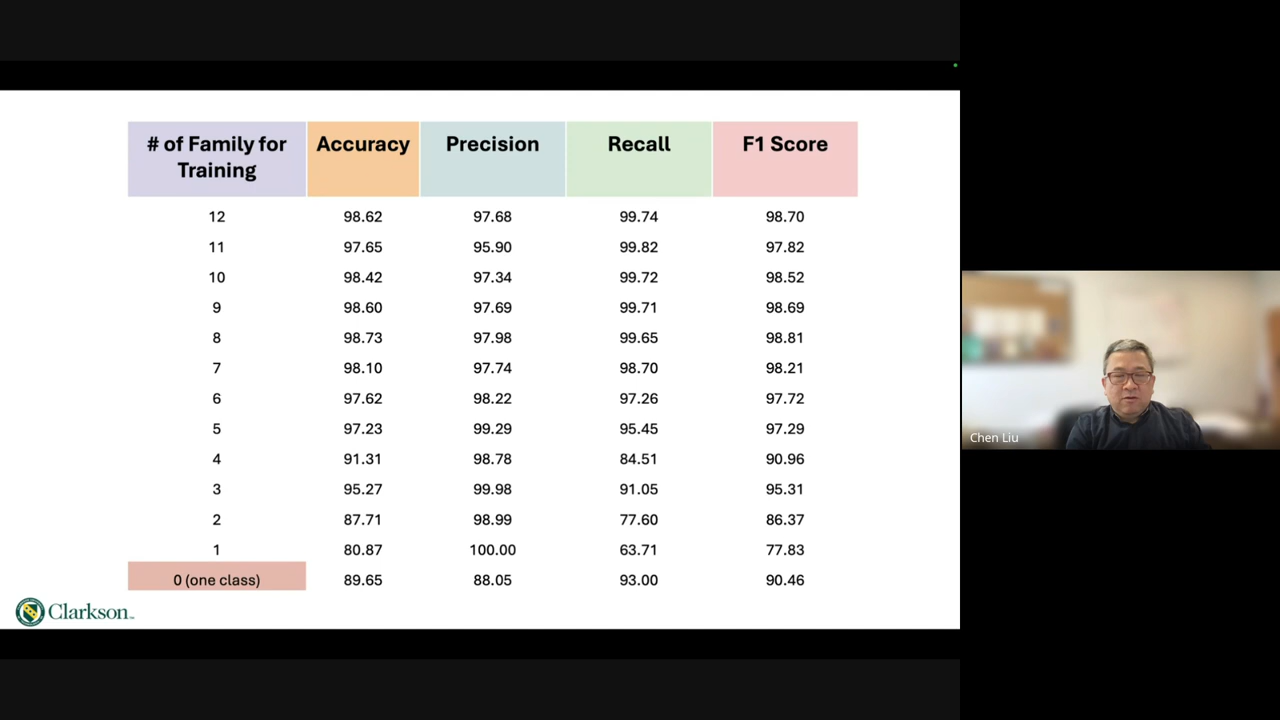 # of Family for Training Accuracy Precision Recall F1 Score
12 98.62 97.68 99.74 98.70
11 97.65 95.90 99.82 97.82
10 98.42 97.34 99.72 98.52
9 98.60 97.69 99.71 98.69
8 98.73 97.98 99.65 98.81
7 98.10 97.74 98.70 98.21
6 97.62 98.22 97.26 97.72
5 97.23 99.29 95.45 97.29
4 91.31 98.78 84.51 90.96
3 95.27 99.98 91.05 95.31
2 87.71 98.99 77.60 86.37
1 80.87 100.00 63.71 77.83
0 (one class) 89.65 88.05 93.00 90.46
Clarkson
Chen Liu